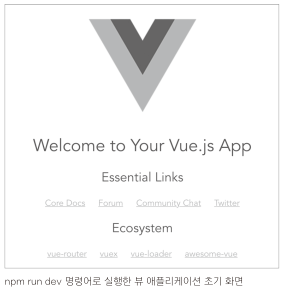 Welcome to Your Vue.js App
Essential Links
Core Docs Forum Community Chat Twitter
Ecosystem
vue-router vuex vue-loader awesome-vue
npm run dev 명령어로 실행한 뷰 애플리케이션 초기 화면